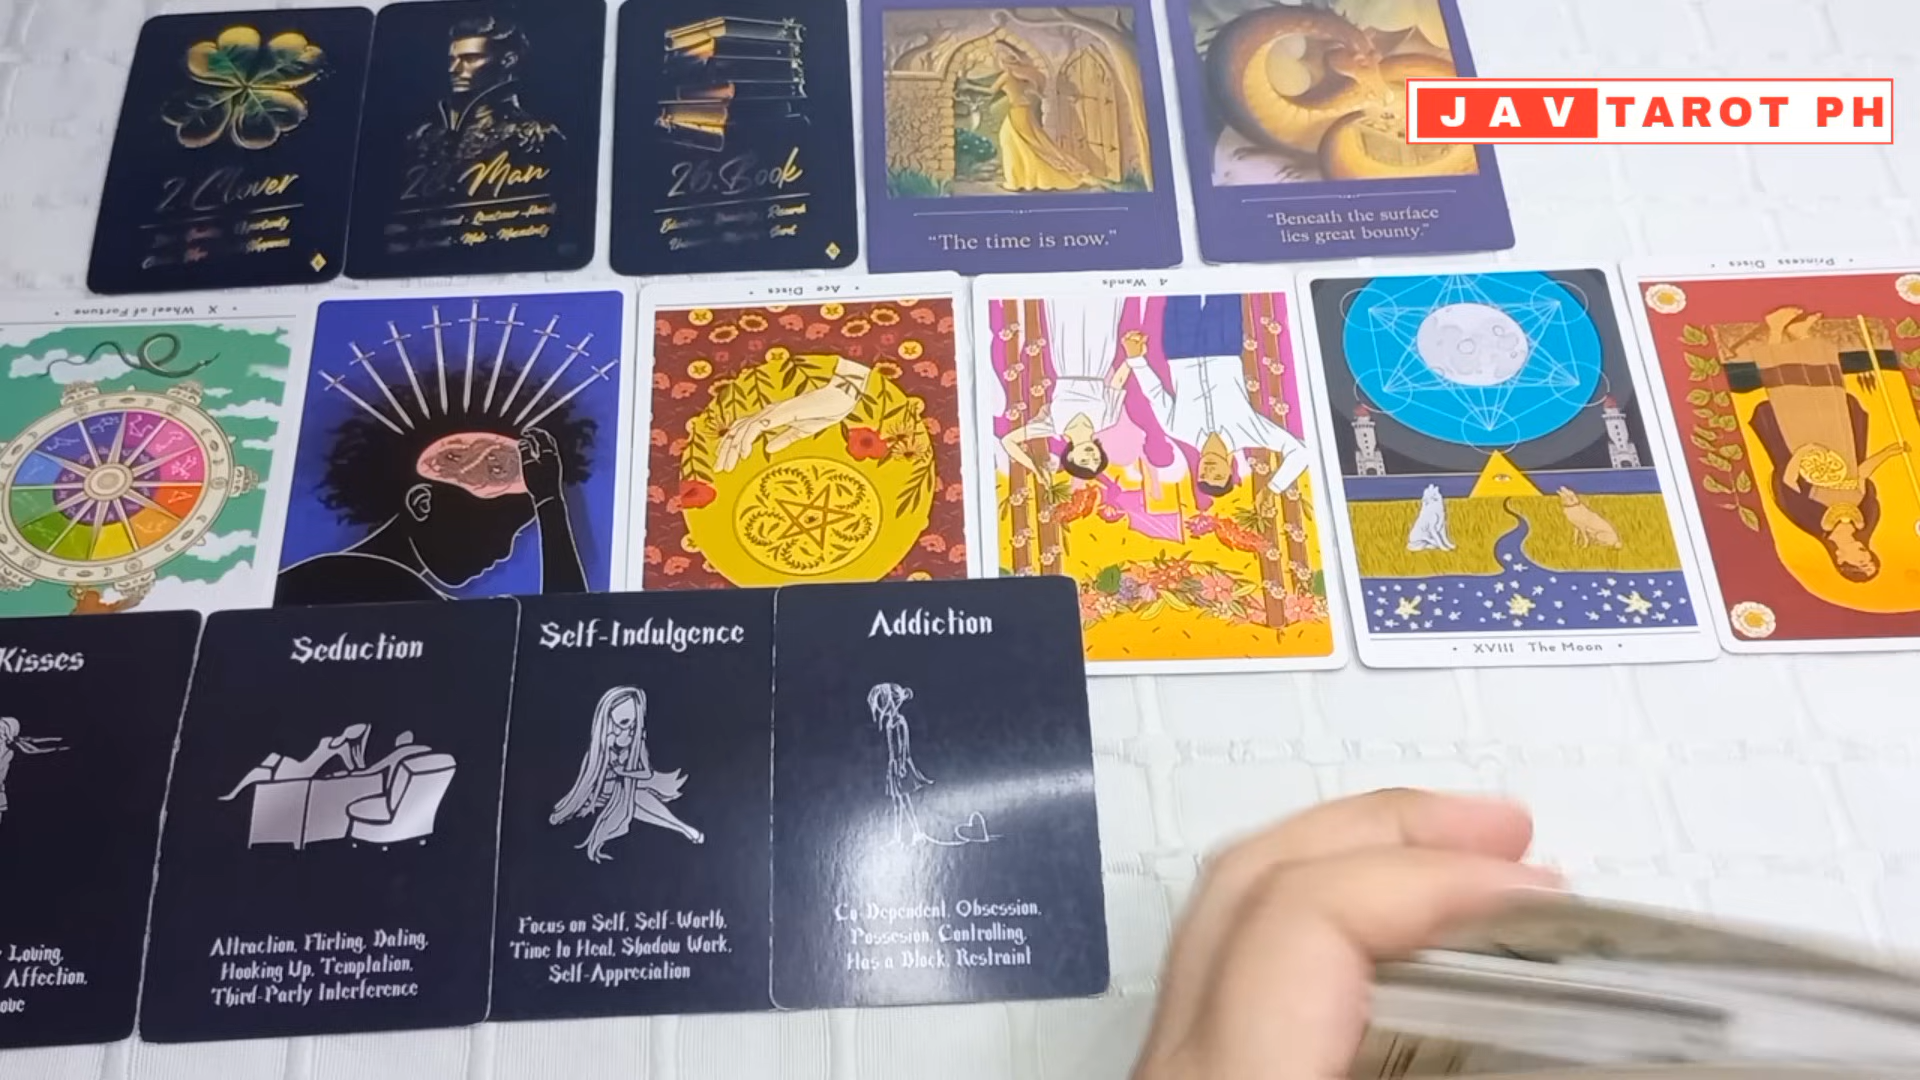 JAV TAROT PH
2 Clover
28. Man
26. Book
"The time is now."
"Beneath the surface
lies great bounty."
X Wheel of Fortune
Ace Discs
4 Wands
XVIII The Moon
Princess Discs
Kisses
Loving,
Affection,
Seduction
Attraction, Flirting, Dating,
Hooking Up, Temptation,
Third-Party Interference
Self-Indulgence
Focus on Self, Self-Worth,
Time to Heal, Shadow Work,
Self-Appreciation
Addiction
Co-Dependent, Obsession,
Possesion, Controlling,
Has a Block, Restraint